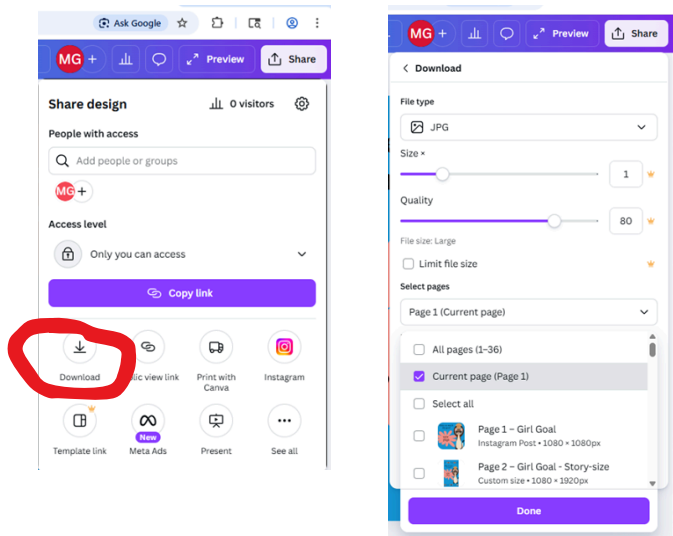 Ask Google
MG
Preview
Share
Share design
0 visitors
People with access
Add people or groups
MG
Access level
Only you can access
Copy link
Download
lic view link
Print with
Canva
Instagram
Template link
New
Meta Ads
Present
See all
MG
Preview
Share
Download
File type
JPG
Size ×
1
Quality
80
File size: Large
Limit file size
Select pages
Page 1 (Current page)
All pages (1–36)
Current page (Page 1)
Select all
Page 1 – Girl Goal
Instagram Post • 1080 × 1080px
Page 2 – Girl Goal - Story-size
Custom size • 1080 × 1920px
Done